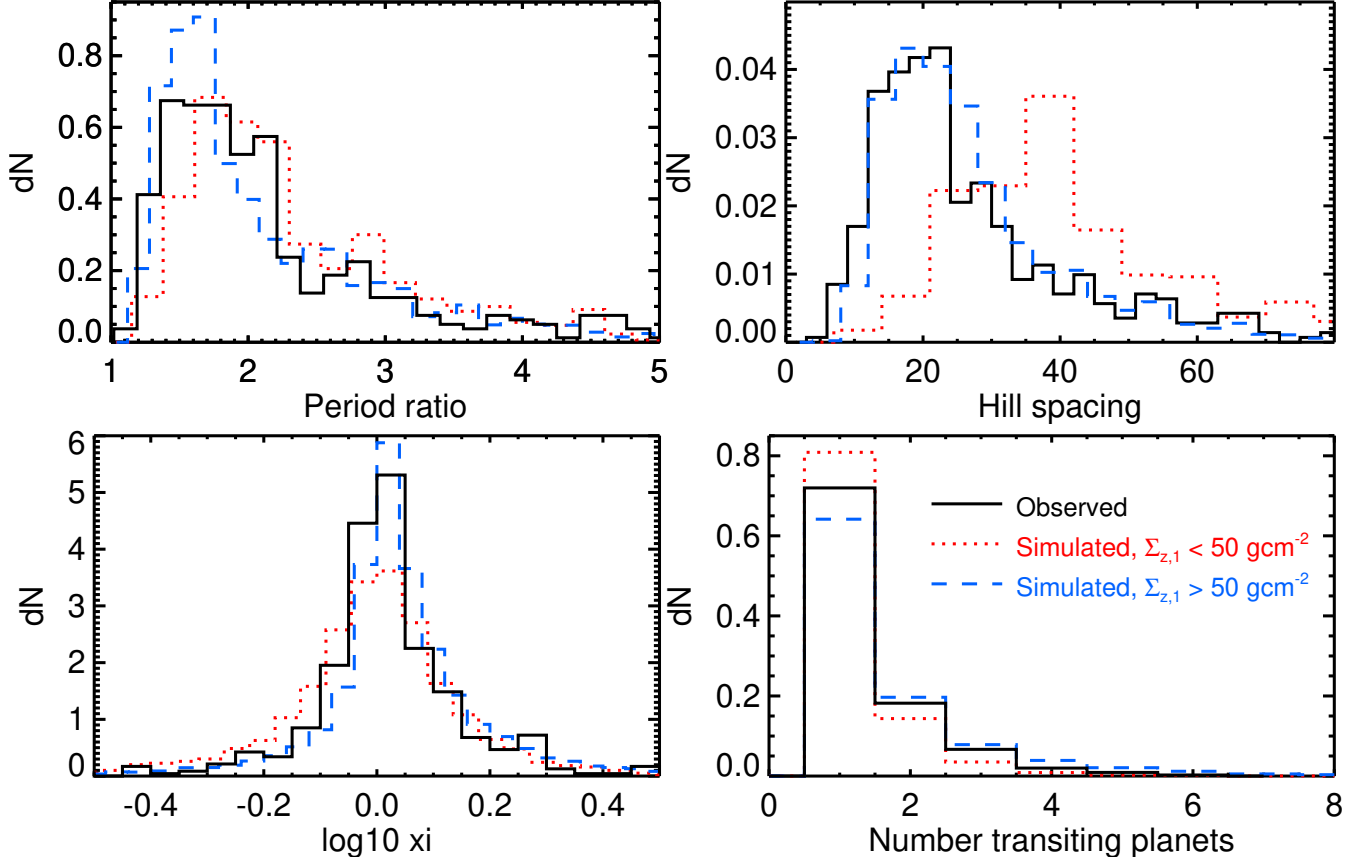 dN
0.8
0.6
0.4
0.2
0.0
1 2 3 4 5
Period ratio
dN
0.04
0.03
0.02
0.01
0.00
0 20 40 60
Hill spacing
dN
6
5
4
3
2
1
0
-0.4 -0.2 0.0 0.2 0.4
log10 xi
dN
0.8
0.6
0.4
0.2
0.0
0 2 4 6 8
Number transiting planets
Observed
Simulated, Σz,1 < 50 gcm-2
Simulated, Σz,1 > 50 gcm-2